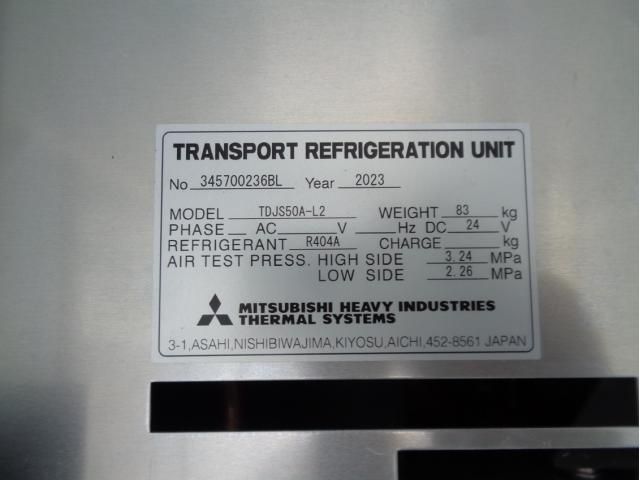 TRANSPORT REFRIGERATION UNIT
No 345700236BL Year 2023
MODEL TDJS50A-L2 WEIGHT 83 kg
PHASE AC V Hz DC 24 V
REFRIGERANT R404A CHARGE kg
AIR TEST PRESS. HIGH SIDE 3.24 MPa
LOW SIDE 2.26 MPa
MITSUBISHI HEAVY INDUSTRIES
THERMAL SYSTEMS
3-1,ASAHI,NISHIBIWAJIMA,KIYOSU,AICHI,452-8561 JAPAN